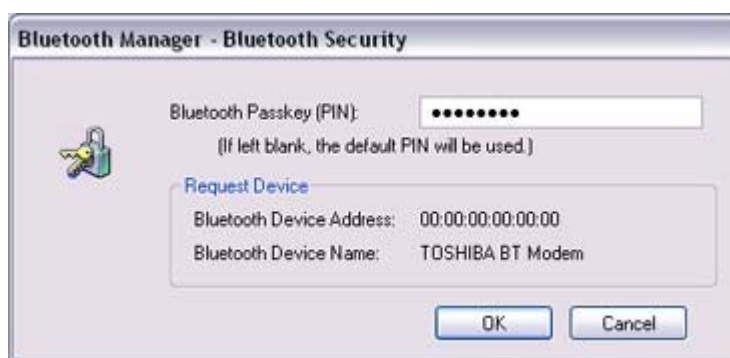 Bluetooth Manager - Bluetooth Security
Bluetooth Passkey (PIN): ••••••••
(If left blank, the default PIN will be used.)
Request Device
Bluetooth Device Address: 00:00:00:00:00:00
Bluetooth Device Name: TOSHIBA BT Modem
OK Cancel